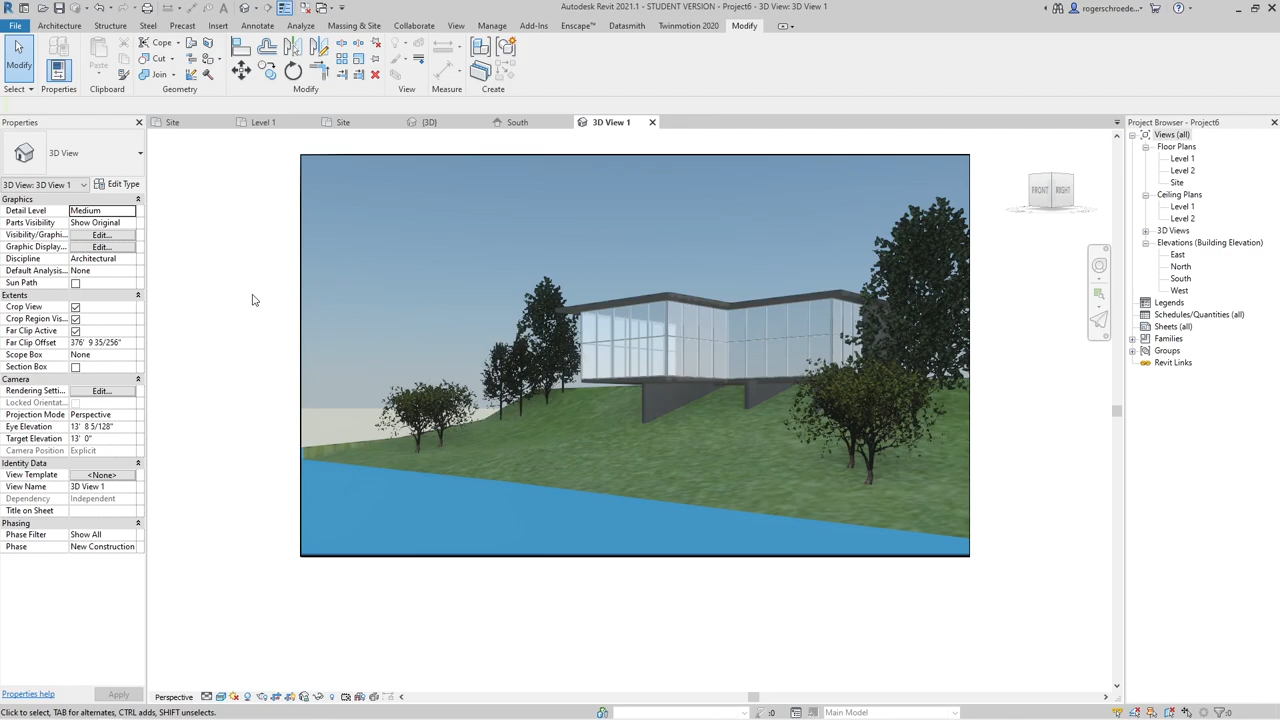 Autodesk Revit 2021.1 - STUDENT VERSION - Project6 - 3D View: 3D View 1
rogerschroede...
File Architecture Structure Steel Precast Insert Annotate Analyze Massing & Site Collaborate View Manage Add-Ins Enscape™ Datasmith Twinmotion 2020 Modify
Modify Paste Cope
Cut
Join
Select Properties Clipboard Geometry Modify View Measure Create
Properties
Site Level 1 Site {3D} South 3D View 1
Project Browser - Project6
3D View
3D View: 3D View 1 Edit Type
Graphics
Detail Level Medium
Parts Visibility Show Original
Visibility/Graphi... Edit...
Graphic Display... Edit...
Discipline Architectural
Default Analysis... None
Sun Path
Extents
Crop View
Crop Region Vis...
Far Clip Active
Far Clip Offset 376' 9 35/256"
Scope Box None
Section Box
Camera
Rendering Setti... Edit...
Locked Orientat...
Projection Mode Perspective
Eye Elevation 13' 8 5/128"
Target Elevation 13' 0"
Camera Position Explicit
Identity Data
View Template <None>
View Name 3D View 1
Dependency Independent
Title on Sheet
Phasing
Phase Filter Show All
Phase New Construction
Properties help Apply
FRONT RIGHT
Views (all)
Floor Plans
Level 1
Level 2
Site
Ceiling Plans
Level 1
Level 2
3D Views
Elevations (Building Elevation)
East
North
South
West
Legends
Schedules/Quantities (all)
Sheets (all)
Families
Groups
Revit Links
Perspective
Click to select, TAB for alternates, CTRL adds, SHIFT unselects.
:0
Main Model
:0